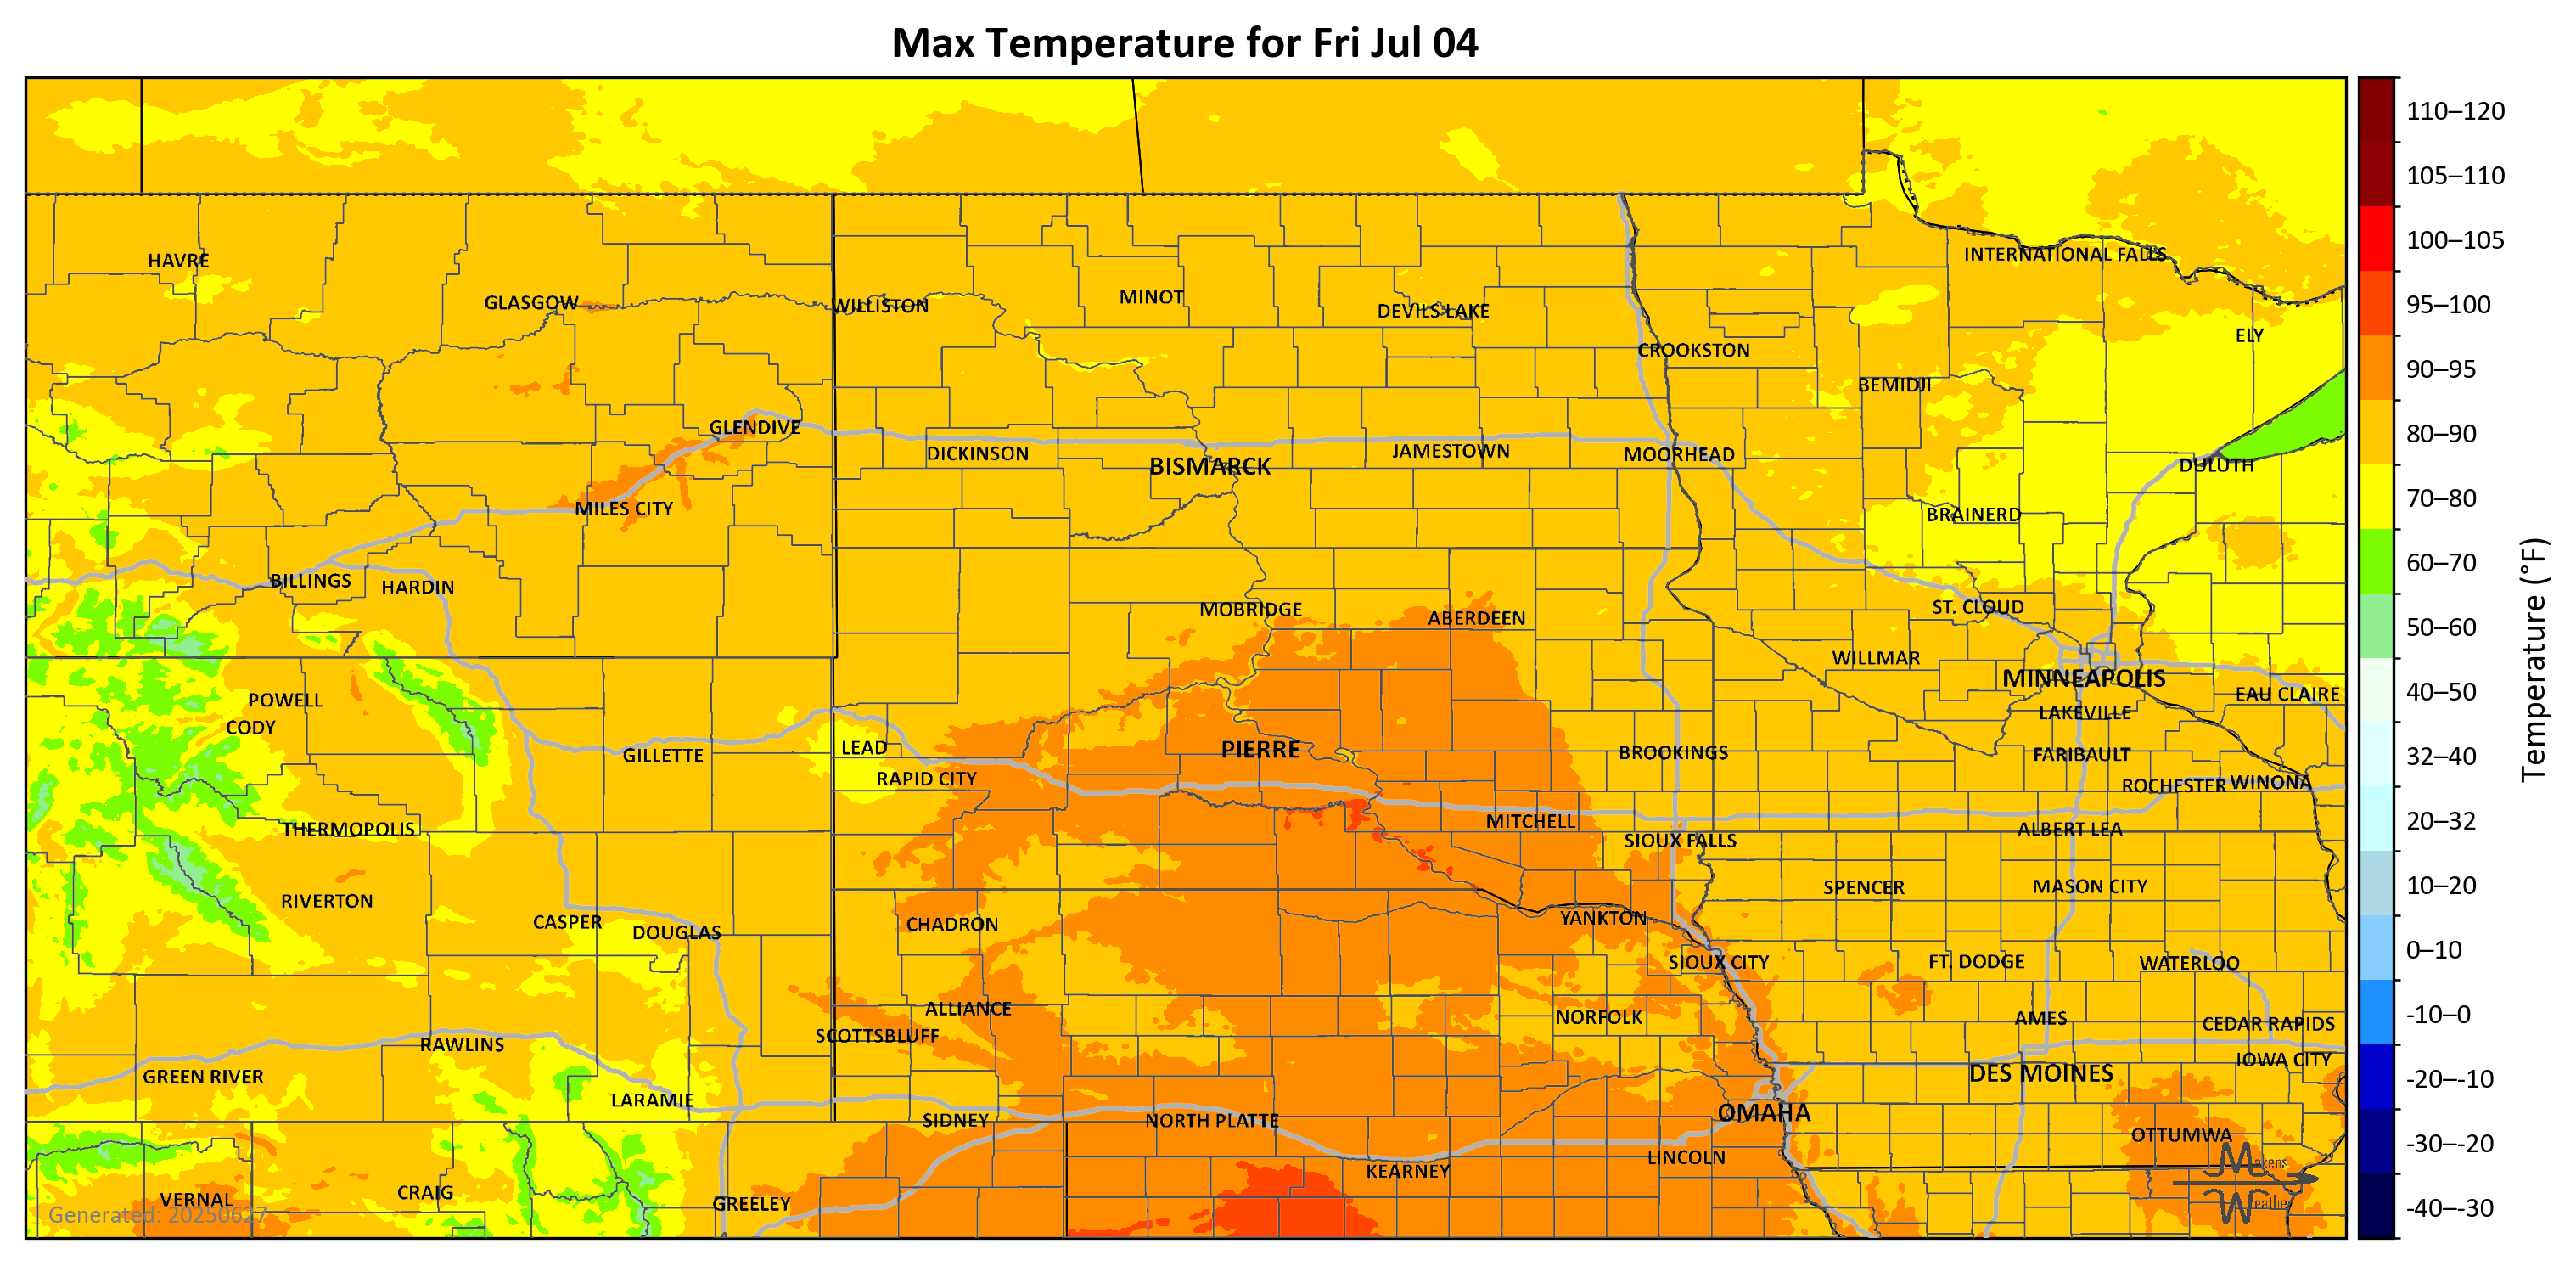 Max Temperature for Fri Jul 04
HAVRE
GLASGOW
WILLISTON
MINOT
DEVILS LAKE
INTERNATIONAL FALLS
ELY
CROOKSTON
BEMIDJI
GLENDIVE
DICKINSON
BISMARCK
JAMESTOWN
MOORHEAD
DULUTH
MILES CITY
BRAINERD
BILLINGS
HARDIN
MOBRIDGE
ABERDEEN
ST. CLOUD
WILLMAR
MINNEAPOLIS
EAU CLAIRE
POWELL
CODY
LAKEVILLE
GILLETTE
LEAD
PIERRE
BROOKINGS
FARIBAULT
RAPID CITY
ROCHESTER
WINONA
THERMOPOLIS
MITCHELL
SIOUX FALLS
ALBERT LEA
RIVERTON
SPENCER
MASON CITY
CASPER
DOUGLAS
CHADRON
YANKTON
SIOUX CITY
FT. DODGE
WATERLOO
ALLIANCE
SCOTTSBLUFF
NORFOLK
AMES
CEDAR RAPIDS
RAWLINS
IOWA CITY
GREEN RIVER
DES MOINES
LARAMIE
SIDNEY
NORTH PLATTE
OMAHA
OTTUMWA
KEARNEY
LINCOLN
VERNAL
CRAIG
GREELEY
Generated: 20250627
Makens
Weather
110–120
105–110
100–105
95–100
90–95
80–90
70–80
60–70
50–60
40–50
32–40
20–32
10–20
0–10
-10–0
-20–-10
-30–-20
-40–-30
Temperature (°F)